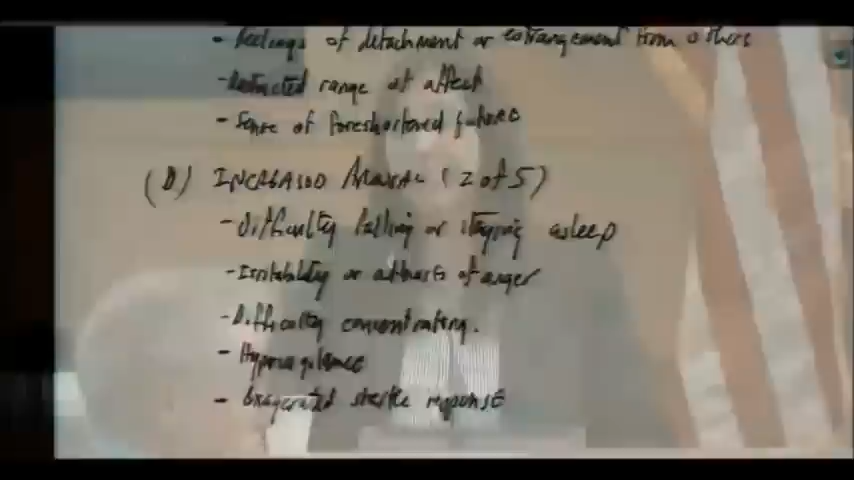 - Feelings of detachment or estrangement from others
- Restricted range of affect
- Sense of foreshortened future
(D) INCREASED AROUSAL (2 of 5)
- Difficulty falling or staying asleep
- Irritability or outbursts of anger
- Difficulty concentrating.
- Hypervigilance
- Exagerated startle response